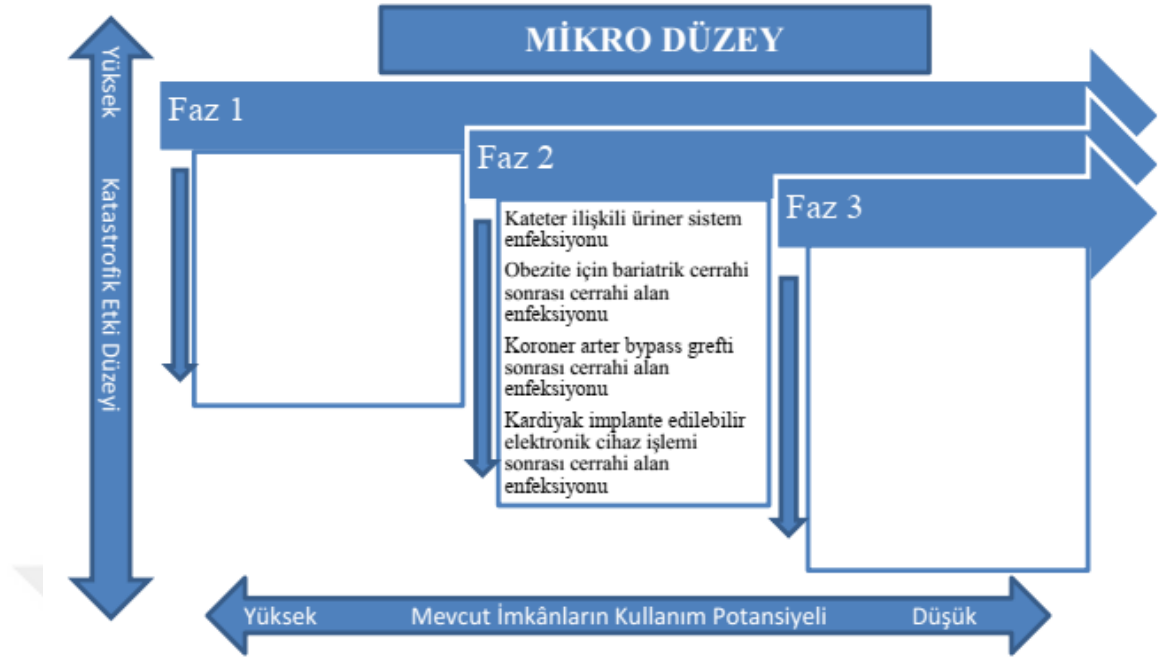 MİKRO DÜZEY
Yüksek Katastrofik Etki Düzeyi
Faz 1
Faz 2
Kateter ilişkili üriner sistem
enfeksiyonu
Obezite için bariatrik cerrahi
sonrası cerrahi alan
enfeksiyonu
Koroner arter bypass grefti
sonrası cerrahi alan
enfeksiyonu
Kardiyak implante edilebilir
elektronik cihaz işlemi
sonrası cerrahi alan
enfeksiyonu
Faz 3
Yüksek Mevcut İmkânların Kullanım Potansiyeli Düşük